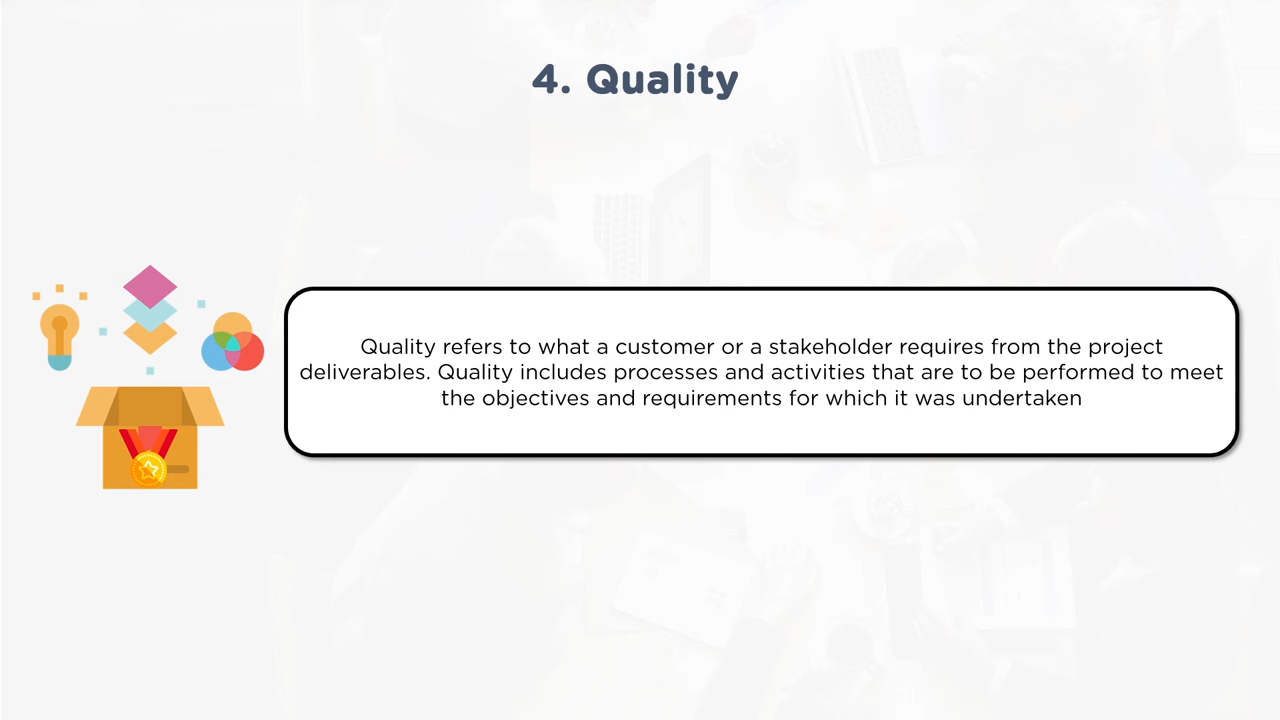 4. Quality
Quality refers to what a customer or a stakeholder requires from the project
deliverables. Quality includes processes and activities that are to be performed to meet
the objectives and requirements for which it was undertaken